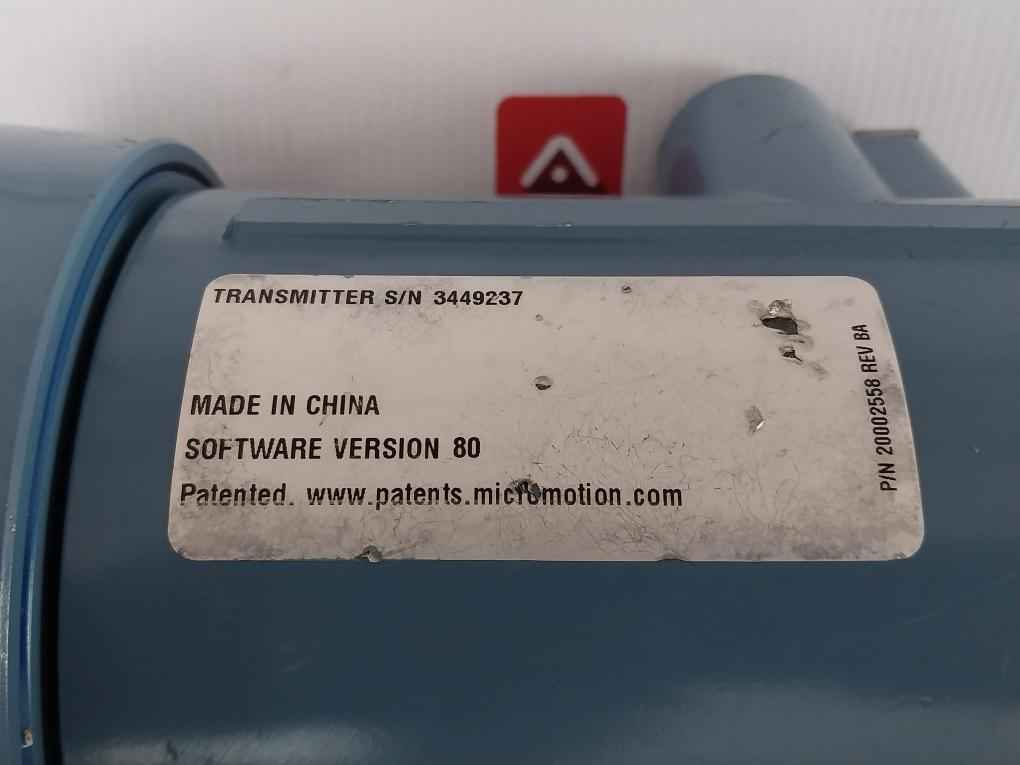 TRANSMITTER S/N 3449237
MADE IN CHINA
SOFTWARE VERSION 80
Patented. www.patents.micromotion.com
P/N 20002558 REV BA